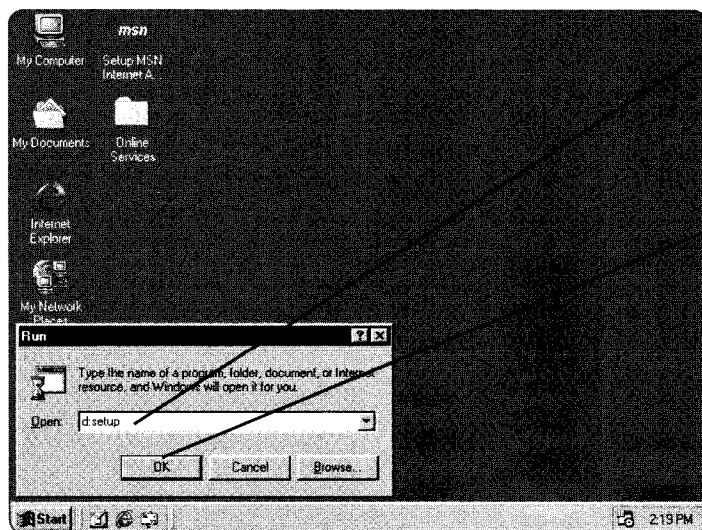 msn
My Computer
Setup MSN
Internet A...
My Documents
Online
Services
Internet
Explorer
My Network
Places
Run
Type the name of a program, folder, document, or Internet
resource, and Windows will open it for you.
Open:
d:setup
OK
Cancel
Browse...
Start
2:19 PM